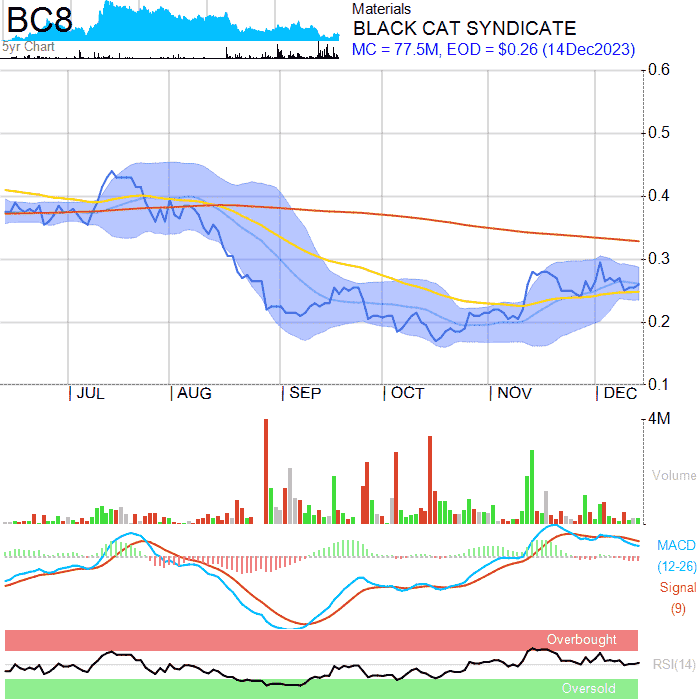 BC8
5yr Chart
Materials
BLACK CAT SYNDICATE
MC = 77.5M, EOD = $0.26 (14Dec2023)
0.6
0.5
0.4
0.3
0.2
0.1
JUL AUG SEP OCT NOV DEC
4M
Volume
MACD
(12-26)
Signal
(9)
Overbought
RSI(14)
Oversold